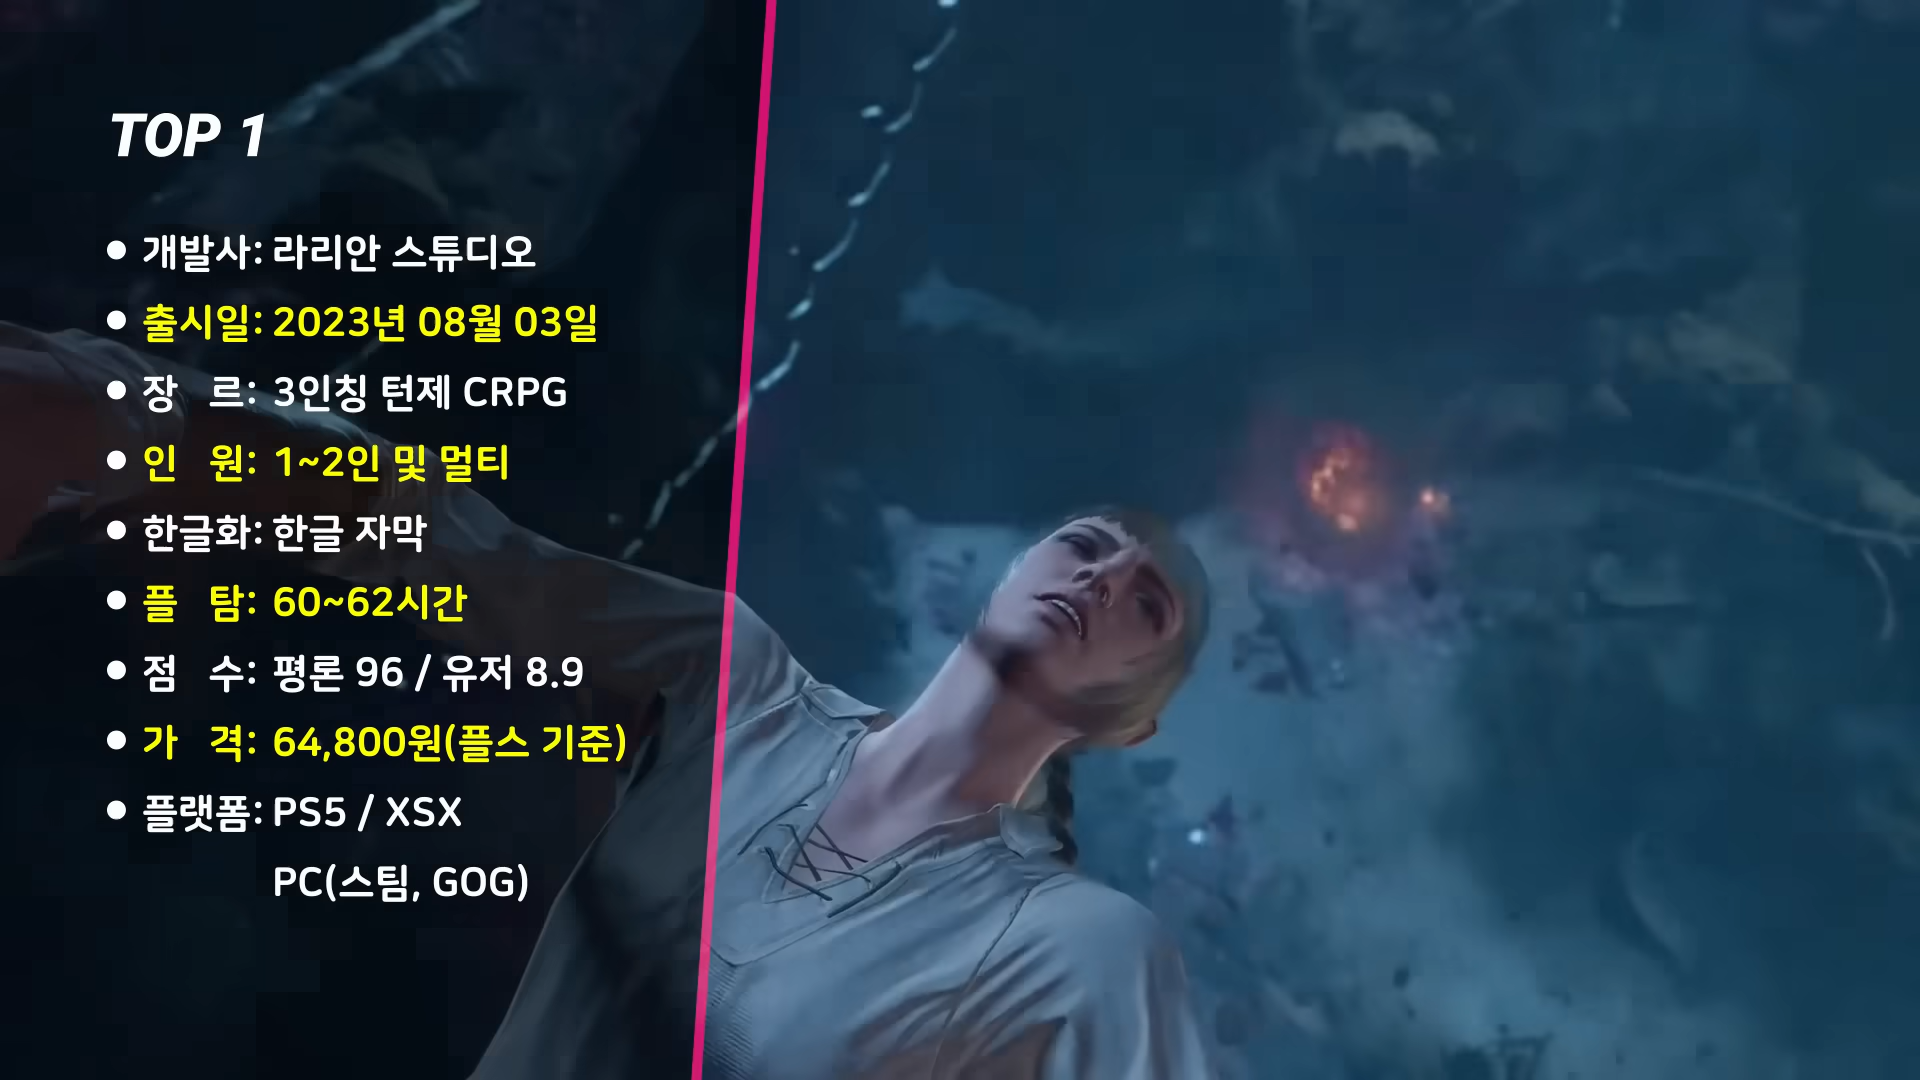 TOP 1
• 개발사: 라리안 스튜디오
• 출시일: 2023년 08월 03일
• 장 르: 3인칭 턴제 CRPG
• 인 원: 1~2인 및 멀티
• 한글화: 한글 자막
• 플 탐: 60~62시간
• 점 수: 평론 96 / 유저 8.9
• 가 격: 64,800원(플스 기준)
• 플랫폼: PS5 / XSX
PC(스팀, GOG)